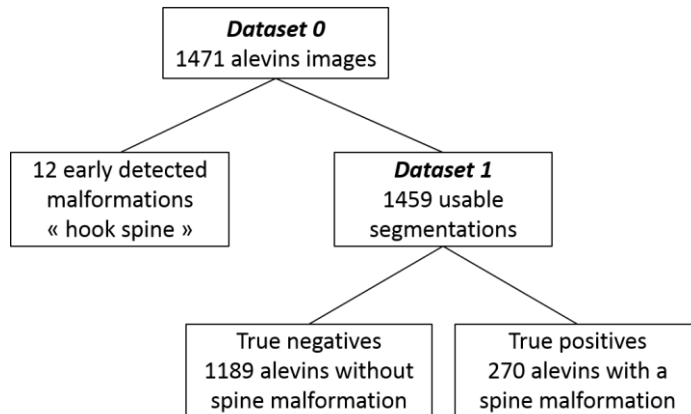 Dataset 0
1471 alevins images
12 early detected
malformations
« hook spine »
Dataset 1
1459 usable
segmentations
True negatives
1189 alevins without
spine malformation
True positives
270 alevins with a
spine malformation